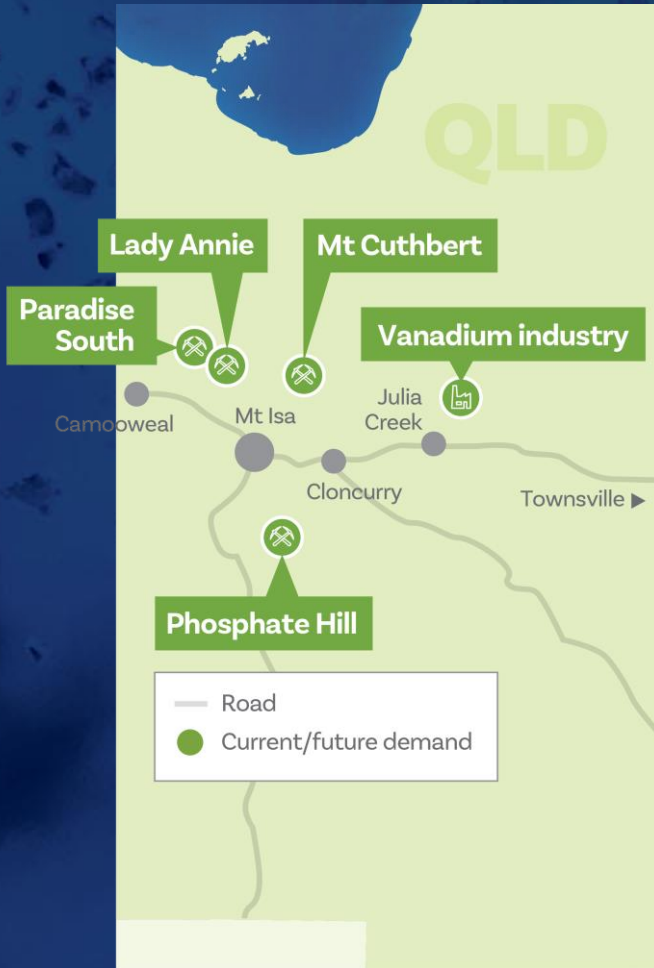 QLD
Lady Annie
Mt Cuthbert
Paradise
South
Vanadium industry
Camooweal
Mt Isa
Julia
Creek
Cloncurry
Townsville ▶
Phosphate Hill
Road
Current/future demand